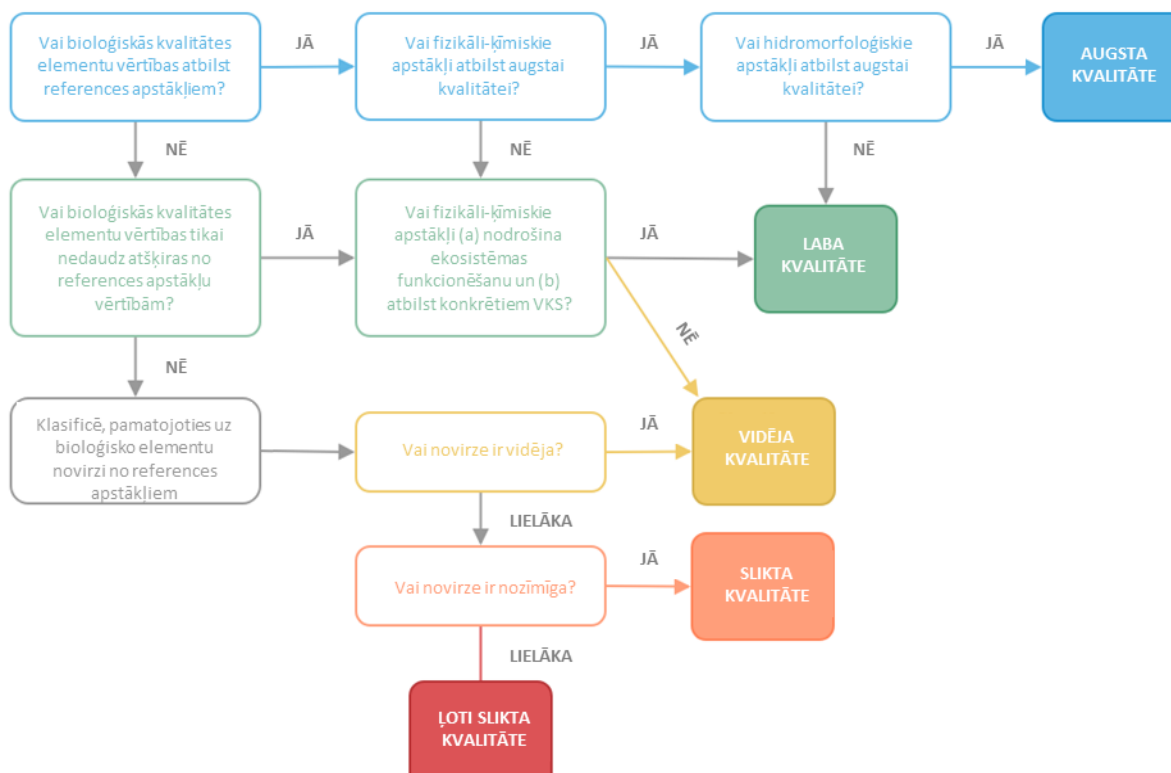 Vai bioloģiskās kvalitātes
elementu vērtības atbilst
references apstākļiem?
JĀ
Vai fizikāli-ķīmiskie
apstākļi atbilst augstai
kvalitātei?
JĀ
Vai hidromorfoloģiskie
apstākļi atbilst augstai
kvalitātei?
JĀ
AUGSTA
KVALITĀTE
NĒ
NĒ
NĒ
Vai bioloģiskās kvalitātes
elementu vērtības tikai
nedaudz atšķiras no
references apstākļu
vērtībām?
JĀ
Vai fizikāli-ķīmiskie
apstākļi (a) nodrošina
ekosistēmas
funkcionēšanu un (b)
atbilst konkrētiem VKS?
JĀ
LABA
KVALITĀTE
NĒ
NĒ
Klasificē, pamatojoties uz
bioloģisko elementu
novirzi no references
apstākļiem
Vai novirze ir vidēja?
JĀ
VIDĒJA
KVALITĀTE
LIELĀKA
Vai novirze ir nozīmīga?
JĀ
SLIKTA
KVALITĀTE
LIELĀKA
ĻOTI SLIKTA
KVALITĀTE